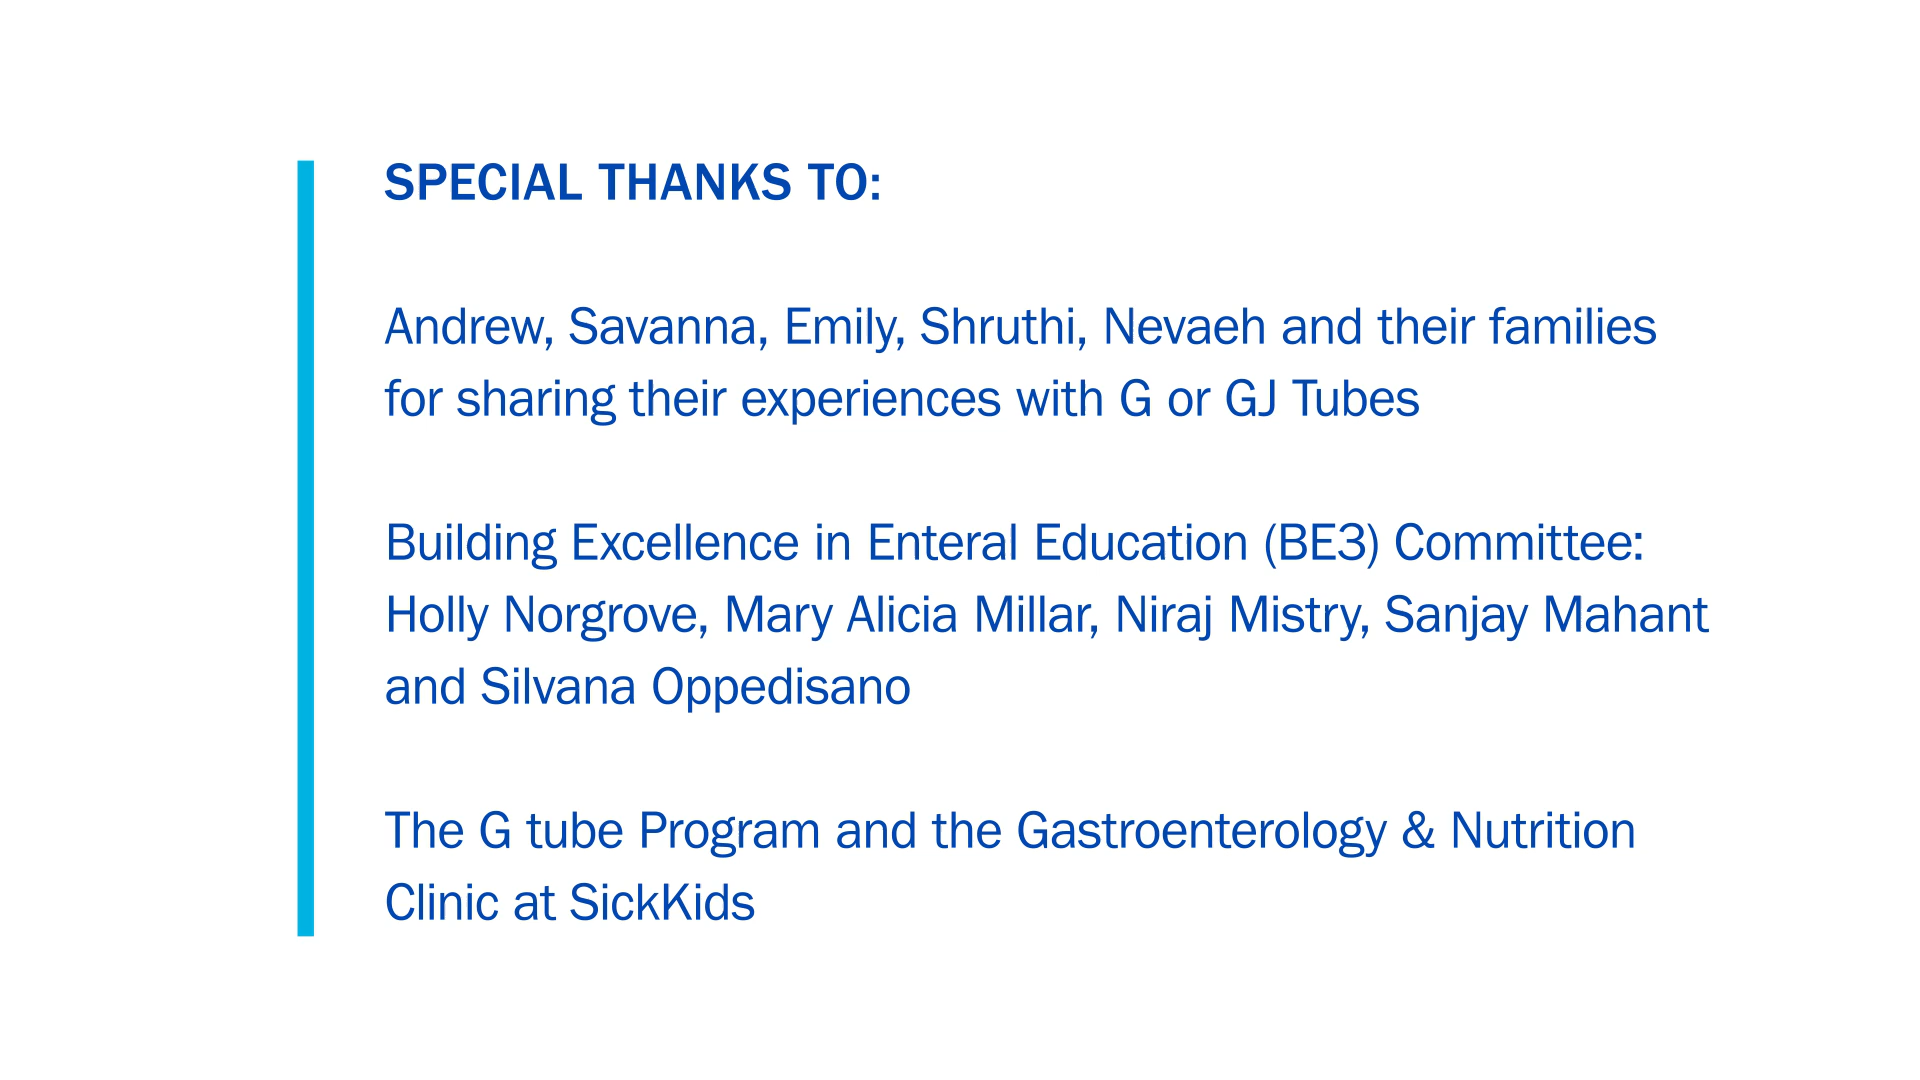 SPECIAL THANKS TO:
Andrew, Savanna, Emily, Shruthi, Nevaeh and their families
for sharing their experiences with G or GJ Tubes
Building Excellence in Enteral Education (BE3) Committee:
Holly Norgrove, Mary Alicia Millar, Niraj Mistry, Sanjay Mahant
and Silvana Oppedisano
The G tube Program and the Gastroenterology & Nutrition
Clinic at SickKids